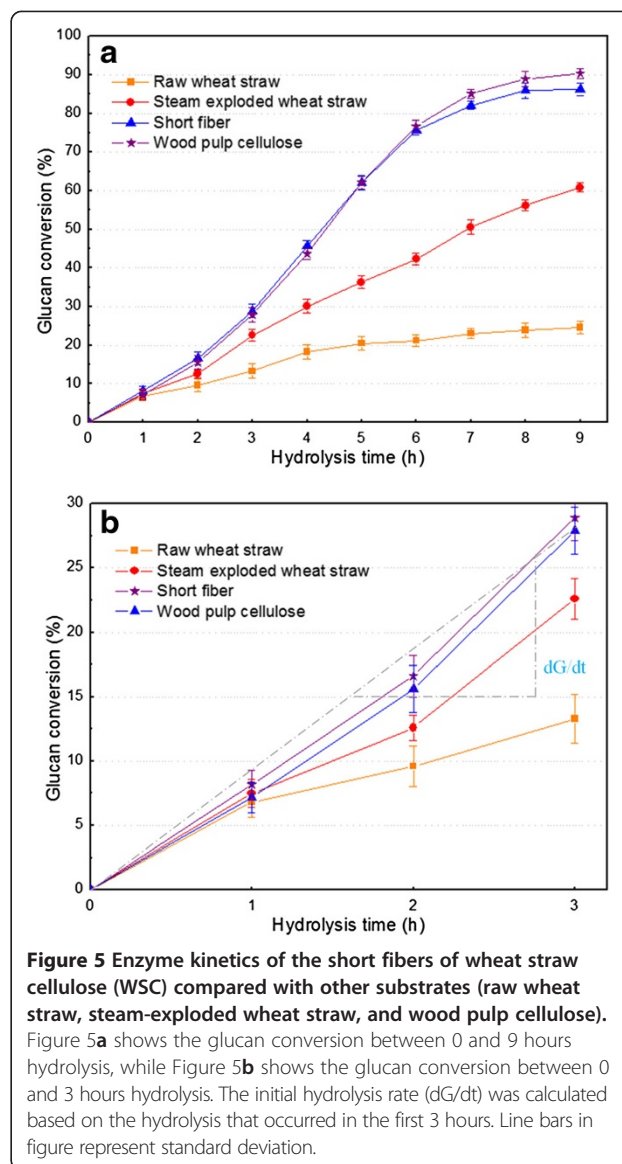 a
Raw wheat straw
Steam exploded wheat straw
Short fiber
Wood pulp cellulose
Glucan conversion (%)
100
90
80
70
60
50
40
30
20
10
0
0 1 2 3 4 5 6 7 8 9
Hydrolysis time (h)
b
Raw wheat straw
Steam exploded wheat straw
Short fiber
Wood pulp cellulose
dG/dt
Glucan conversion (%)
30
25
20
15
10
5
0
0 1 2 3
Hydrolysis time (h)
Figure 5 Enzyme kinetics of the short fibers of wheat straw
cellulose (WSC) compared with other substrates (raw wheat
straw, steam-exploded wheat straw, and wood pulp cellulose).
Figure 5a shows the glucan conversion between 0 and 9 hours
hydrolysis, while Figure 5b shows the glucan conversion between 0
and 3 hours hydrolysis. The initial hydrolysis rate (dG/dt) was calculated
based on the hydrolysis that occurred in the first 3 hours. Line bars in
figure represent standard deviation.